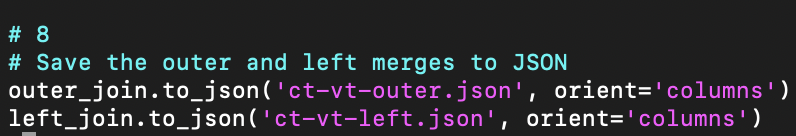 # 8
# Save the outer and left merges to JSON
outer_join.to_json('ct-vt-outer.json', orient='columns')
left_join.to_json('ct-vt-left.json', orient='columns')